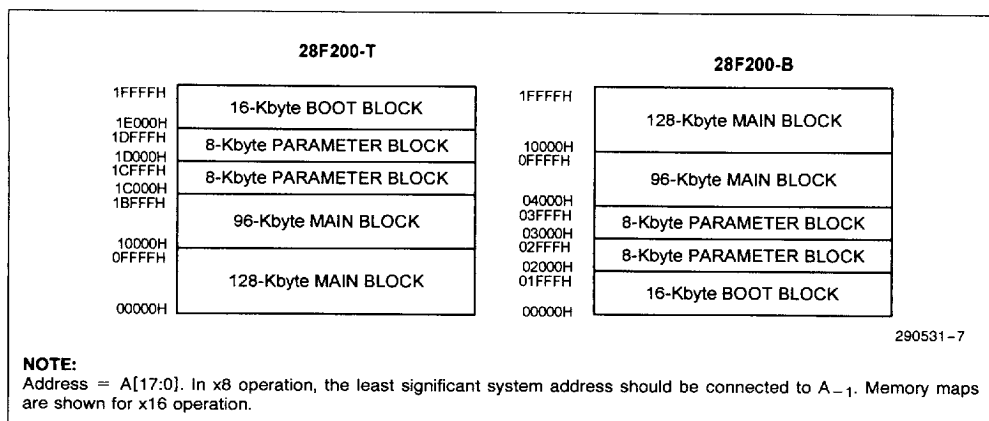 28F200-T
1FFFFH
16-Kbyte BOOT BLOCK
1E000H
1DFFFH
8-Kbyte PARAMETER BLOCK
1D000H
1CFFFH
8-Kbyte PARAMETER BLOCK
1C000H
1BFFFH
96-Kbyte MAIN BLOCK
10000H
0FFFFH
128-Kbyte MAIN BLOCK
00000H
28F200-B
1FFFFH
128-Kbyte MAIN BLOCK
10000H
0FFFFH
96-Kbyte MAIN BLOCK
04000H
03FFFH
8-Kbyte PARAMETER BLOCK
03000H
02FFFH
8-Kbyte PARAMETER BLOCK
02000H
01FFFH
16-Kbyte BOOT BLOCK
00000H
290531-7
NOTE:
Address = A[17:0]. In x8 operation, the least significant system address should be connected to A₋₁. Memory maps
are shown for x16 operation.